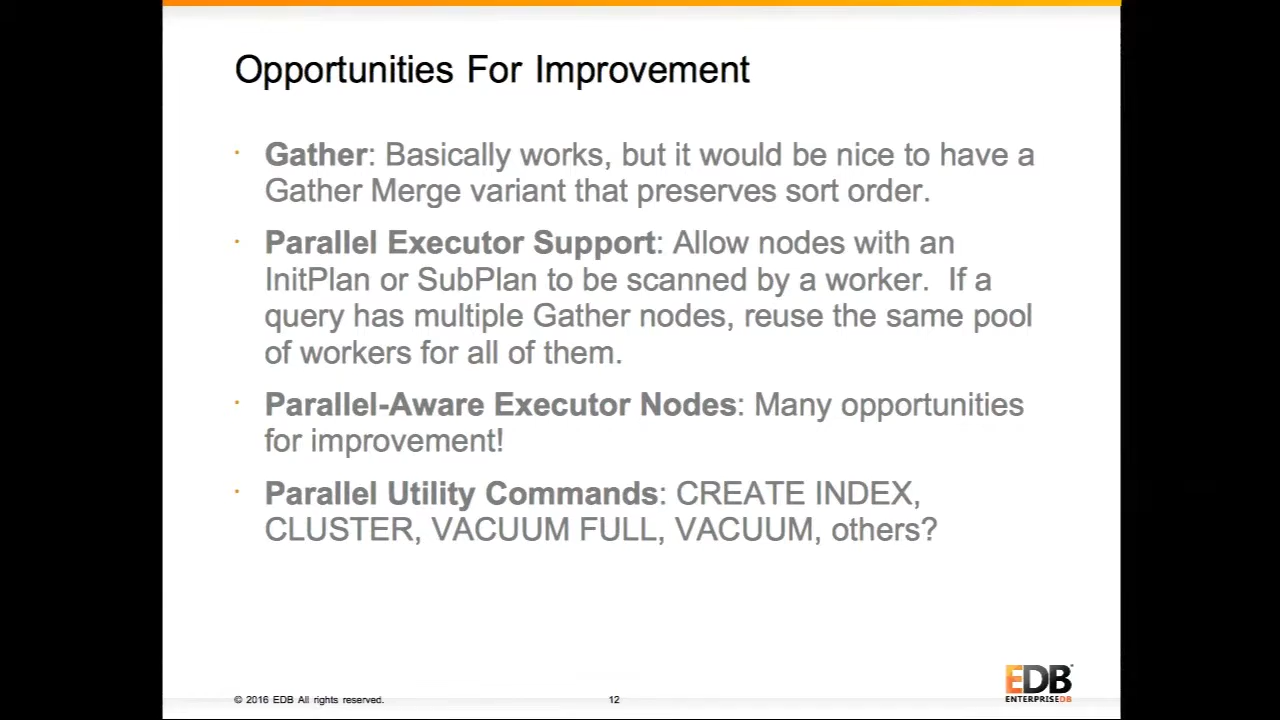 Opportunities For Improvement
· Gather: Basically works, but it would be nice to have a
Gather Merge variant that preserves sort order.
· Parallel Executor Support: Allow nodes with an
InitPlan or SubPlan to be scanned by a worker.  If a
query has multiple Gather nodes, reuse the same pool
of workers for all of them.
· Parallel-Aware Executor Nodes: Many opportunities
for improvement!
· Parallel Utility Commands: CREATE INDEX,
CLUSTER, VACUUM FULL, VACUUM, others?
© 2016 EDB All rights reserved.
12
EDB
ENTERPRISEDB